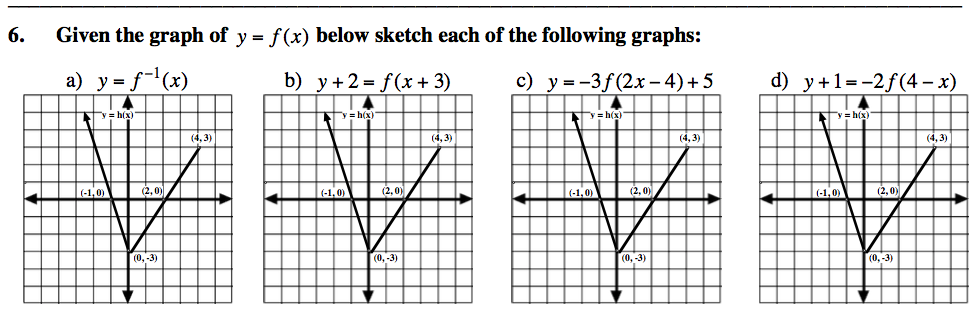 6. Given the graph of y = f(x) below sketch each of the following graphs:
a) y = f⁻¹(x) b) y + 2 = f(x + 3) c) y = −3f(2x − 4) + 5 d) y + 1 = −2f(4 − x)
y = h(x) y = h(x) y = h(x) y = h(x)
(4, 3) (4, 3) (4, 3) (4, 3)
(-1, 0) (2, 0) (-1, 0) (2, 0) (-1, 0) (2, 0) (-1, 0) (2, 0)
(0, -3) (0, -3) (0, -3) (0, -3)